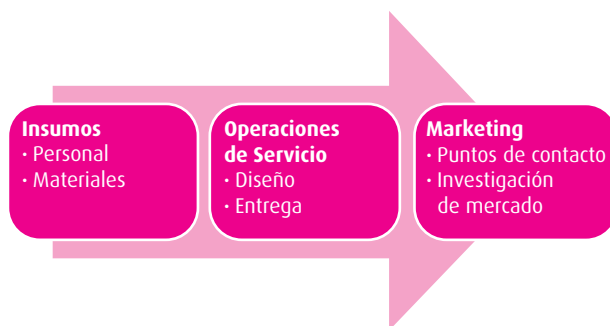 Insumos
· Personal
· Materiales
Operaciones
de Servicio
· Diseño
· Entrega
Marketing
· Puntos de contacto
· Investigación
de mercado